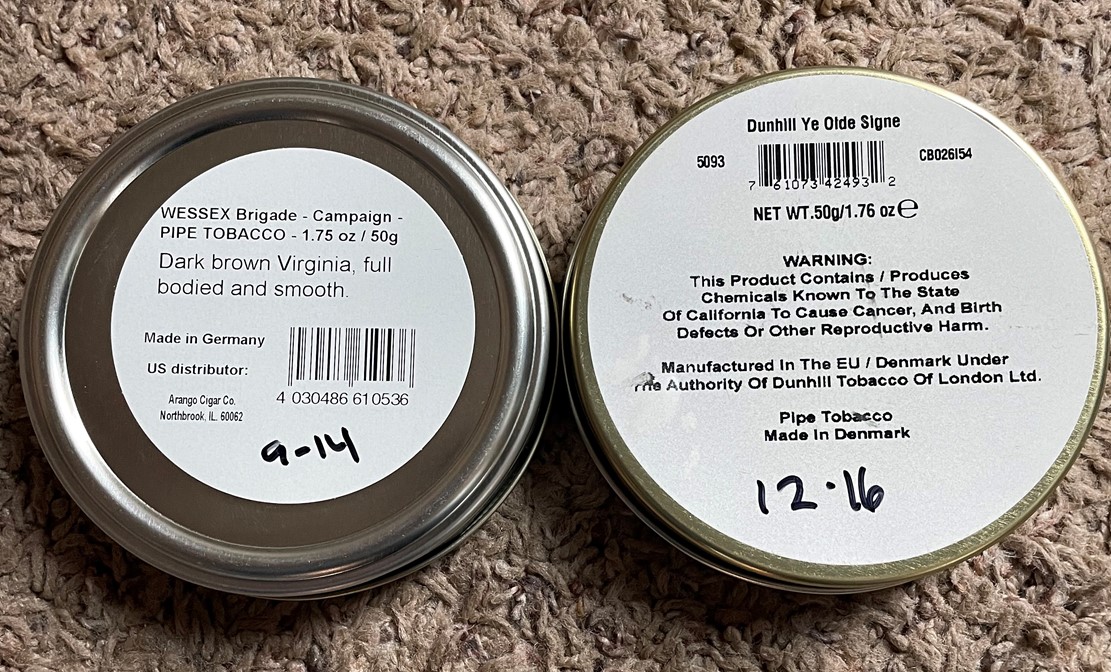 WESSEX Brigade - Campaign -
PIPE TOBACCO - 1.75 oz / 50g
Dark brown Virginia, full
bodied and smooth.
Made in Germany
US distributor:
Arango Cigar Co.
Northbrook, IL. 60062
4 030486 610536
9-14
Dunhill Ye Olde Signe
5093
CB026154
7 61073 42493 2
NET WT.50g/1.76 oz ℮
WARNING:
This Product Contains / Produces
Chemicals Known To The State
Of California To Cause Cancer, And Birth
Defects Or Other Reproductive Harm.
Manufactured In The EU / Denmark Under
The Authority Of Dunhill Tobacco Of London Ltd.
Pipe Tobacco
Made In Denmark
12·16